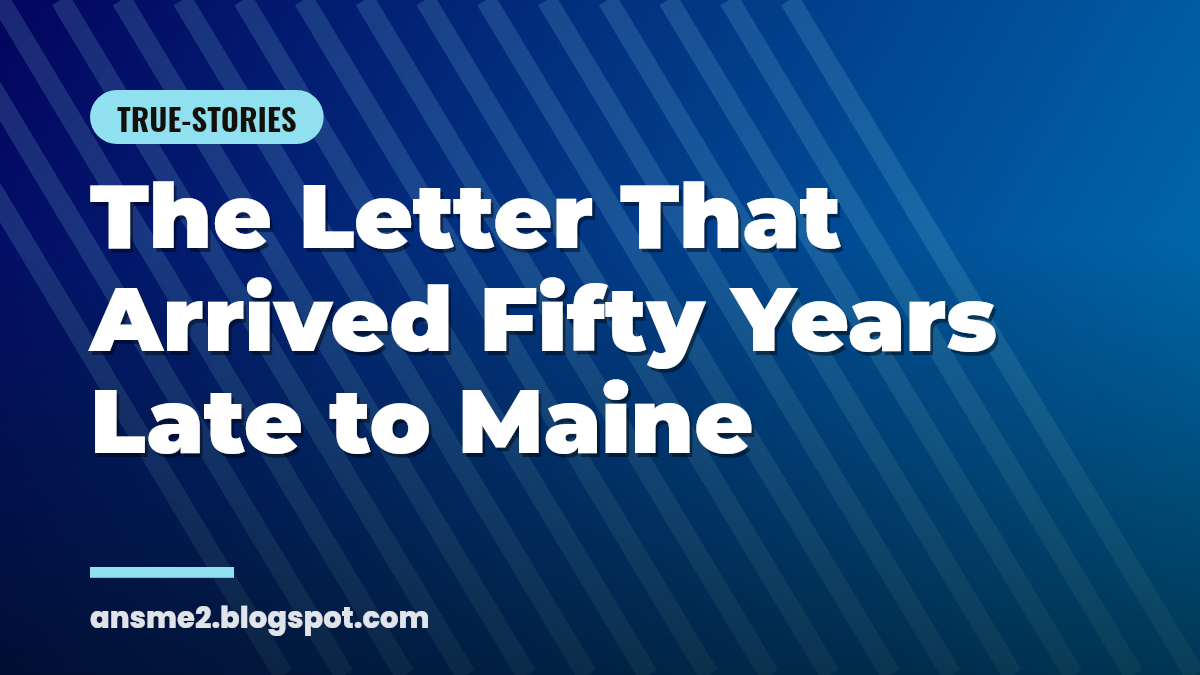 TRUE-STORIES
The Letter That
Arrived Fifty Years
Late to Maine
ansme2.blogspot.com